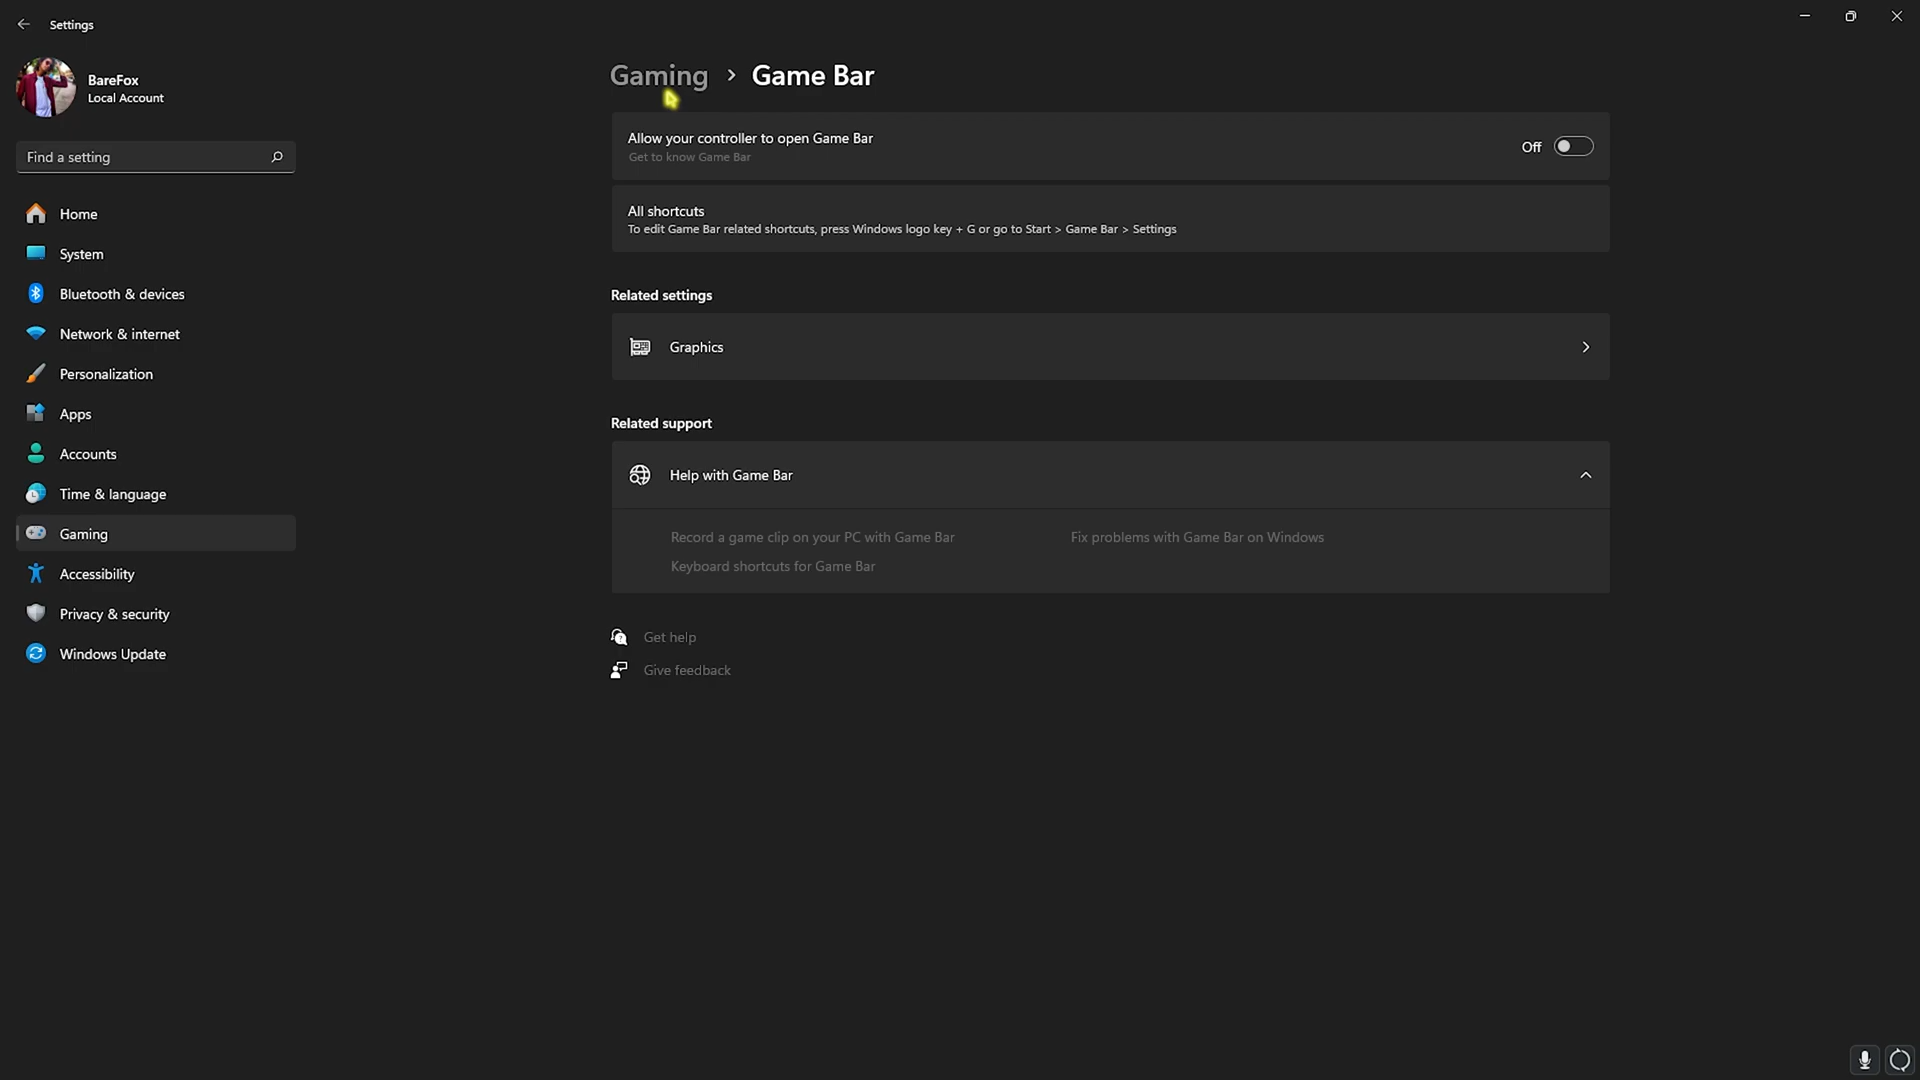 Settings
BareFox
Local Account
Find a setting
Home
System
Bluetooth & devices
Network & internet
Personalization
Apps
Accounts
Time & language
Gaming
Accessibility
Privacy & security
Windows Update
Gaming > Game Bar
Allow your controller to open Game Bar
Get to know Game Bar
Off
All shortcuts
To edit Game Bar related shortcuts, press Windows logo key + G or go to Start > Game Bar > Settings
Related settings
Graphics
Related support
Help with Game Bar
Record a game clip on your PC with Game Bar
Fix problems with Game Bar on Windows
Keyboard shortcuts for Game Bar
Get help
Give feedback